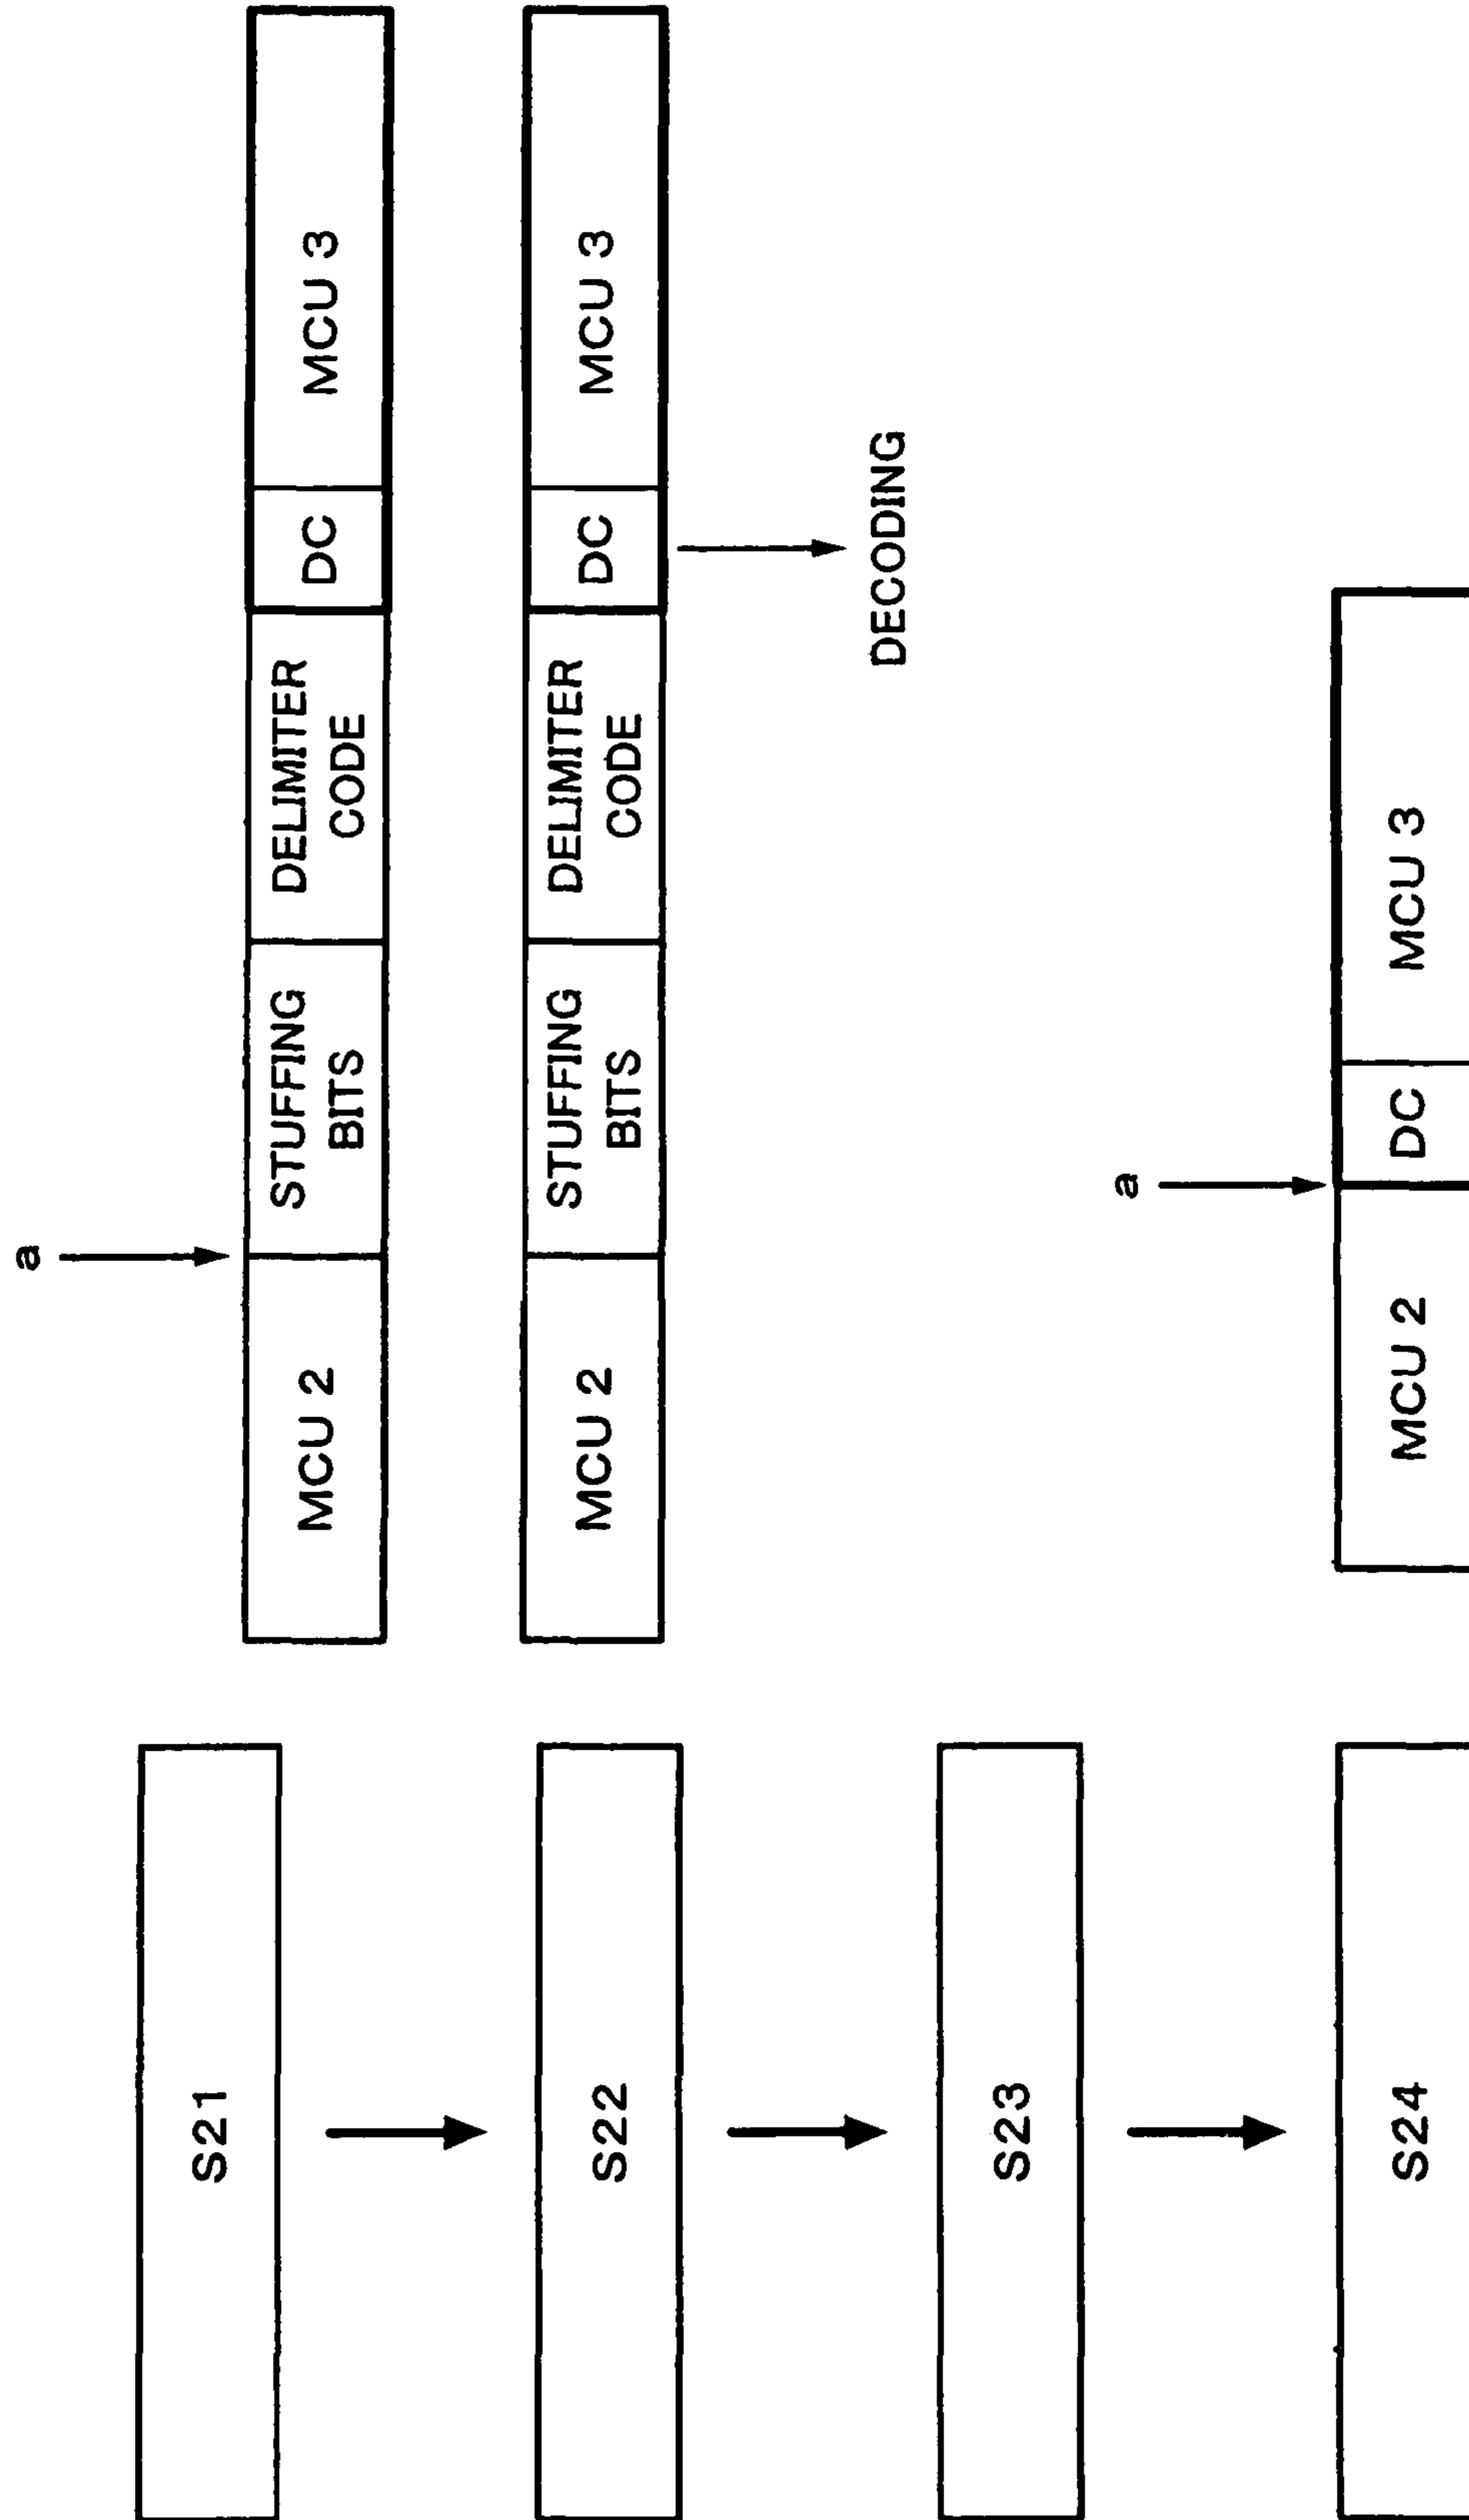 a
S21
MCU 2
STUFFING
BITS
DELIMITER
CODE
DC
MCU 3
S22
MCU 2
STUFFING
BITS
DELIMITER
CODE
DC
MCU 3
DECODING
S23
a
S24
MCU 2
DC
MCU 3